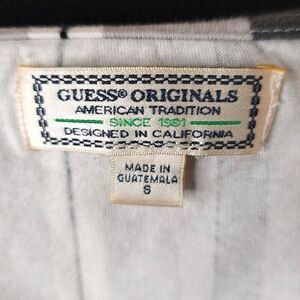 GUESS® ORIGINALS
AMERICAN TRADITION
SINCE 1981
DESIGNED IN CALIFORNIA
MADE IN
GUATEMALA
S